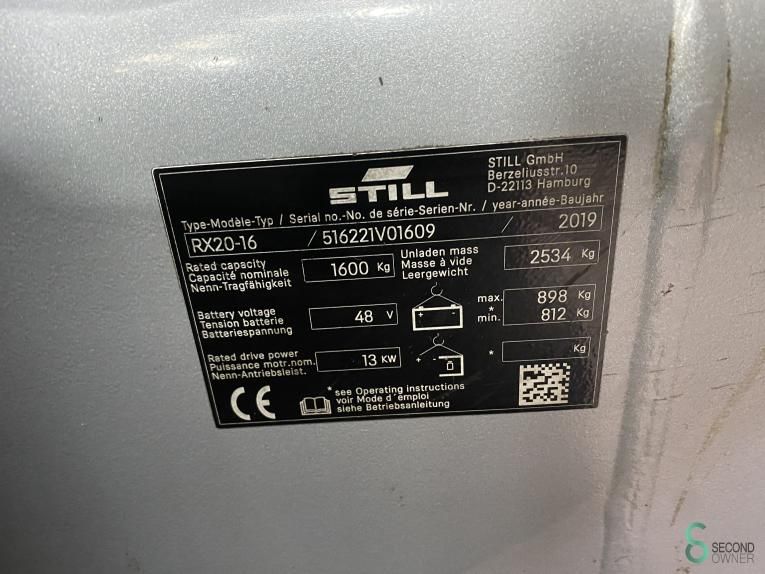 STILL
STILL GmbH
Berzeliusstr.10
D-22113 Hamburg
Type-Modèle-Typ / Serial no.-No. de série-Serien-Nr. / year-année-Baujahr
RX20-16 / 516221V01609 / 2019
Rated capacity
Capacité nominale
Nenn-Tragfähigkeit
1600 Kg
Unladen mass
Masse à vide
Leergewicht
2534 Kg
Battery voltage
Tension batterie
Batteriespannung
48 V
+ -
max. 898 Kg
*
min. 812 Kg
Rated drive power
Puissance motr.nom.
Nenn-Antriebsleist.
13 KW
+ -
* Kg
CE
* see Operating instructions
voir Mode d'emploi
siehe Betriebsanleitung
SECOND
OWNER